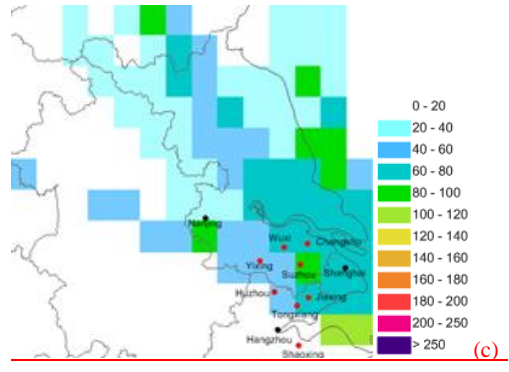 0 - 20
20 - 40
40 - 60
60 - 80
80 - 100
100 - 120
120 - 140
140 - 160
160 - 180
180 - 200
200 - 250
> 250
(c)
Nanjing
Wuxi
Changshu
Yixing
Suzhou
Shanghai
Huzhou
Jiaxing
Tongxiang
Hangzhou
Shaoxing